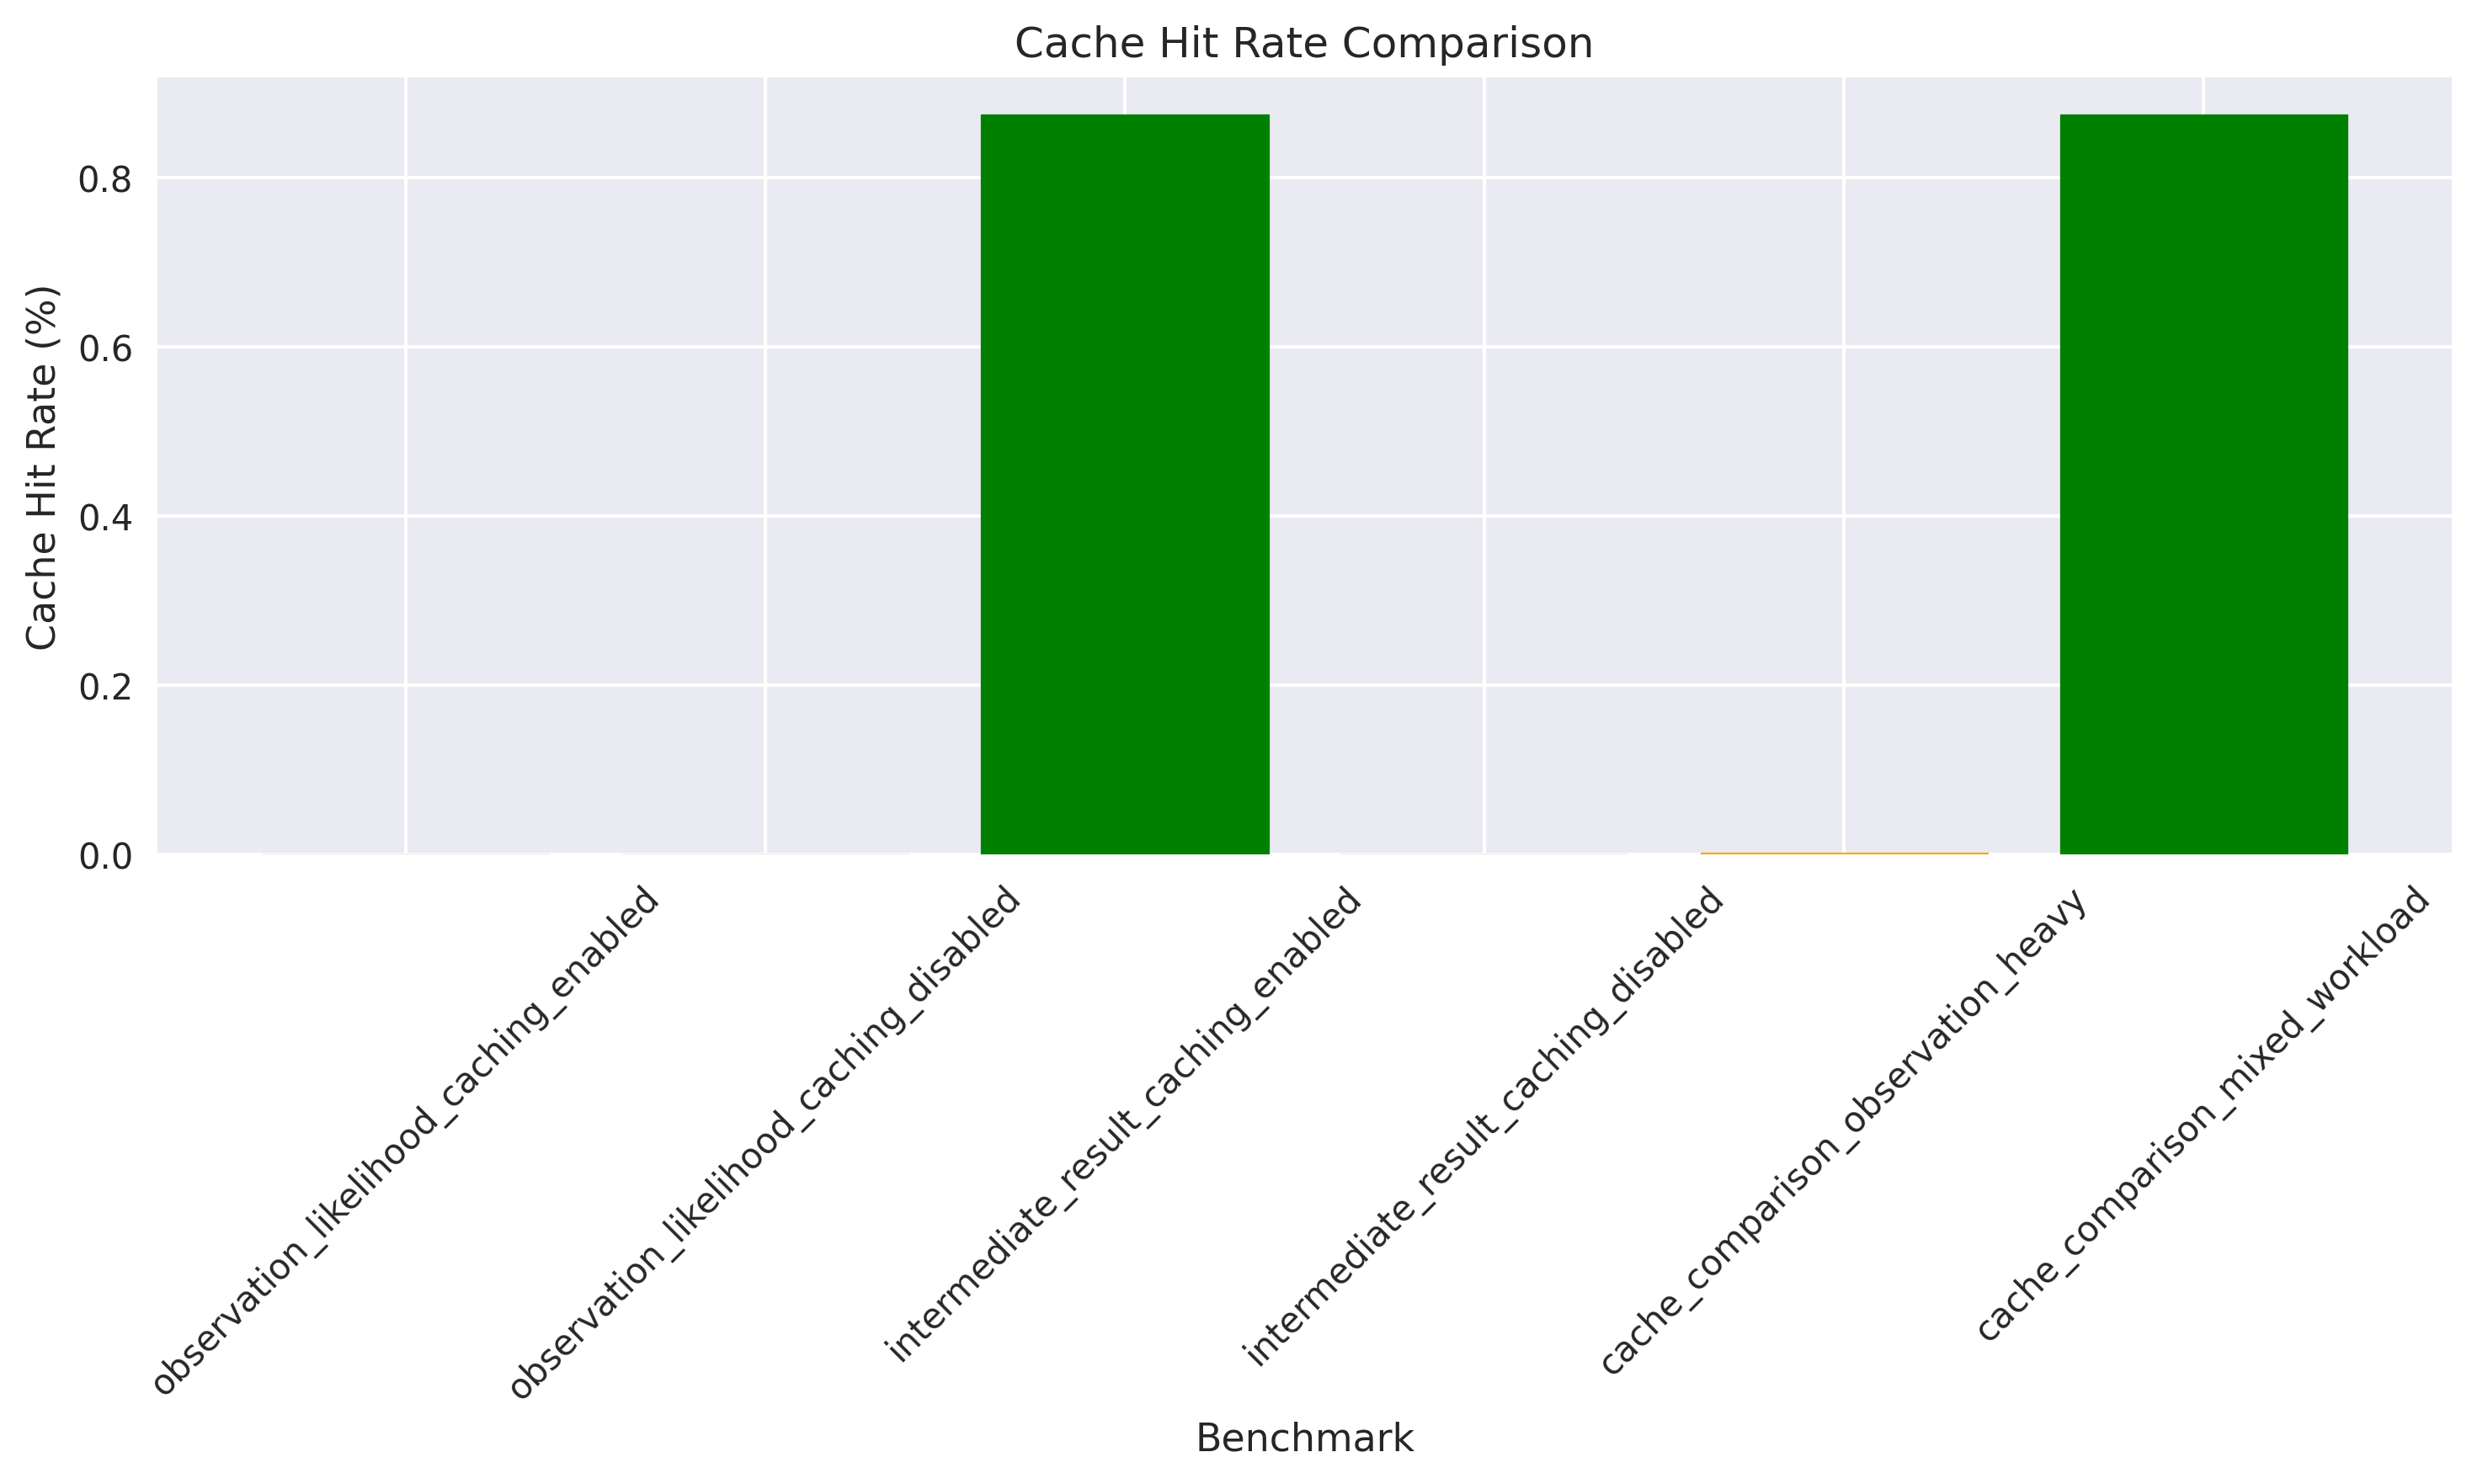 Cache Hit Rate Comparison
Cache Hit Rate (%)
0.8
0.6
0.4
0.2
0.0
observation_likelihood_caching_enabled
observation_likelihood_caching_disabled
intermediate_result_caching_enabled
intermediate_result_caching_disabled
cache_comparison_observation_heavy
cache_comparison_mixed_workload
Benchmark